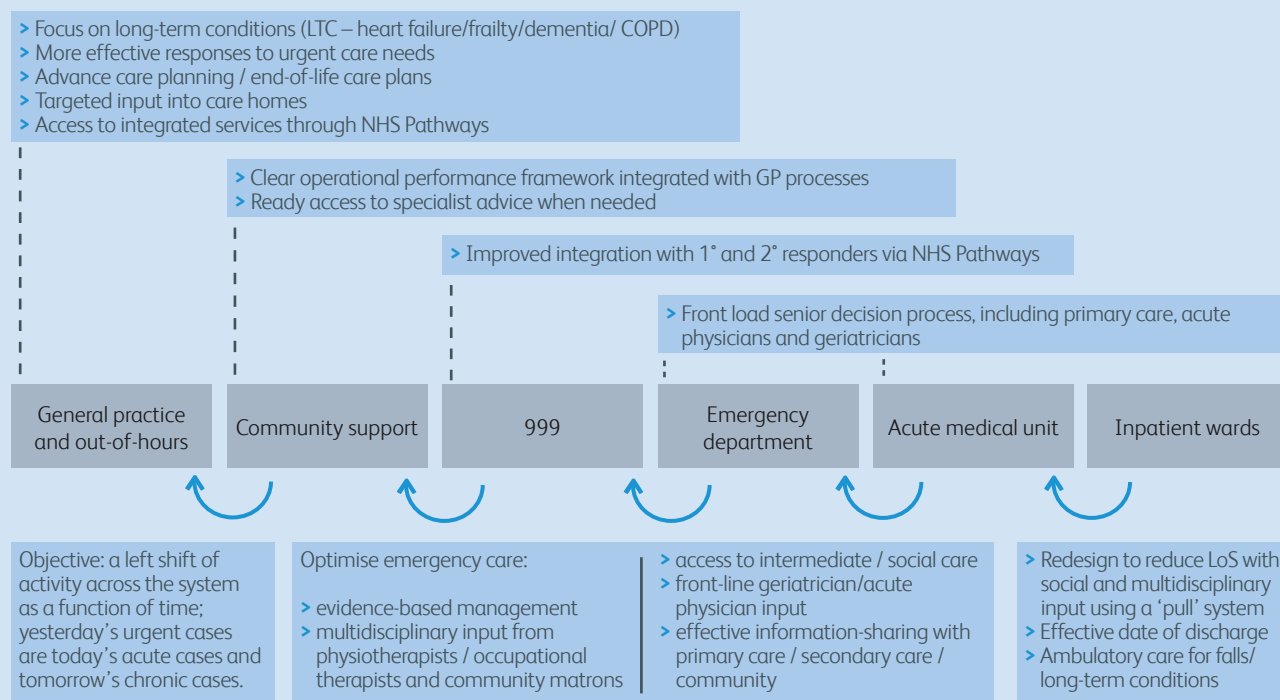 > Focus on long-term conditions (LTC – heart failure/frailty/dementia/ COPD)
> More effective responses to urgent care needs
> Advance care planning / end-of-life care plans
> Targeted input into care homes
> Access to integrated services through NHS Pathways
> Clear operational performance framework integrated with GP processes
> Ready access to specialist advice when needed
> Improved integration with 1˚ and 2˚ responders via NHS Pathways
> Front load senior decision process, including primary care, acute
physicians and geriatricians
General practice
and out-of-hours
Community support
999
Emergency
department
Acute medical unit
Inpatient wards
Objective: a left shift of
activity across the system
as a function of time;
yesterday’s urgent cases
are today’s acute cases and
tomorrow’s chronic cases.
Optimise emergency care:
> evidence-based management
> multidisciplinary input from
physiotherapists / occupational
therapists and community matrons
> access to intermediate / social care
> front-line geriatrician/acute
physician input
> effective information-sharing with
primary care / secondary care /
community
> Redesign to reduce LoS with
social and multidisciplinary
input using a ‘pull’ system
> Effective date of discharge
> Ambulatory care for falls/
long-term conditions